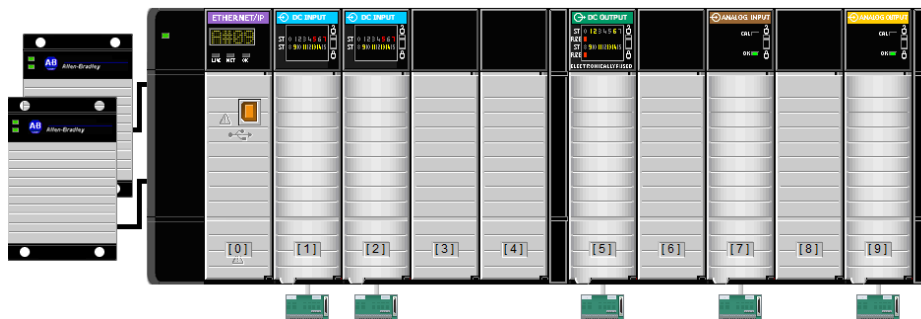 ETHERNET/IP
A#09
LINK NET OK
DC INPUT
ST 0 1 2 3 4 5 6 7
ST 8 9 10 11 12 13 14 15
DC INPUT
ST 0 1 2 3 4 5 6 7
ST 8 9 10 11 12 13 14 15
DC OUTPUT
ST 0 1 2 3 4 5 6 7
FUSE
ST 8 9 10 11 12 13 14 15
FUSE
ELECTRONICALLY FUSED
ANALOG INPUT
CAL
OK
ANALOG OUTPUT
CAL
OK
AB Allen-Bradley
AB Allen-Bradley
[0]
[1]
[2]
[3]
[4]
[5]
[6]
[7]
[8]
[9]